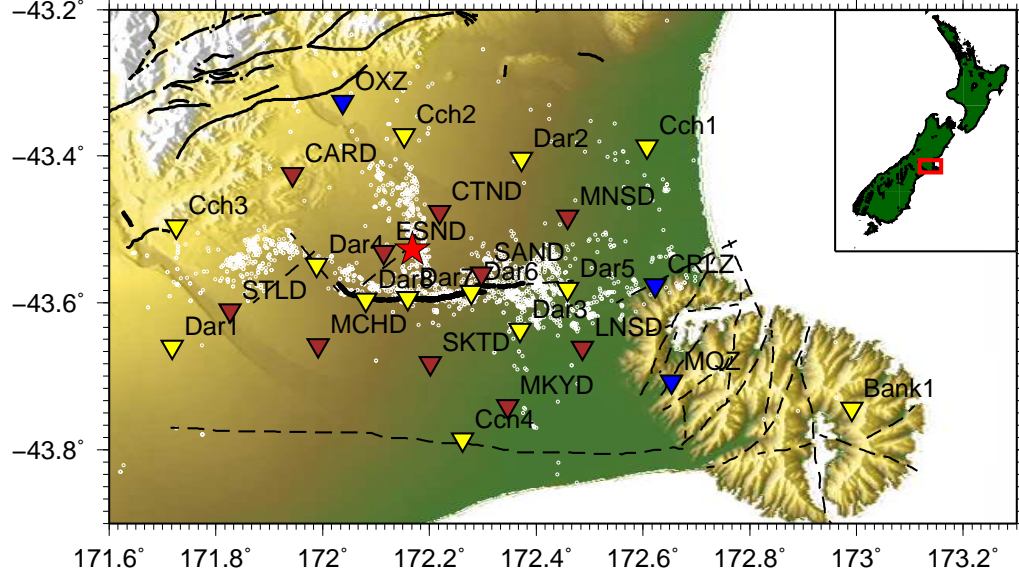 −43.2˚
OXZ
Cch2
Cch1
Dar2
−43.4˚
CARD
CTND
MNSD
Cch3
ESND
Dar4
SAND
CRLZ
Dar8
Dar7
Dar6
Dar5
−43.6˚
STLD
Dar3
MCHD
LNSD
Dar1
SKTD
MQZ
MKYD
Bank1
Cch4
−43.8˚
171.6˚ 171.8˚ 172˚ 172.2˚ 172.4˚ 172.6˚ 172.8˚ 173˚ 173.2˚